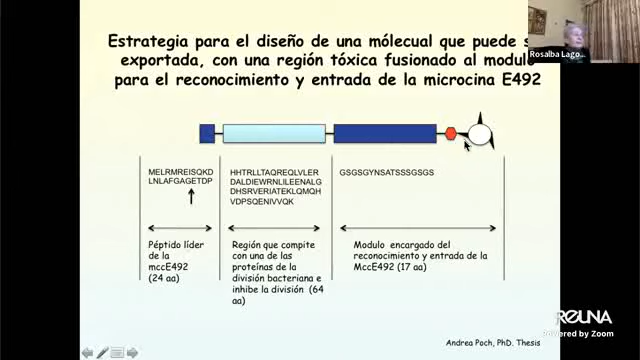 Estrategia para el diseño de una mólecual que puede s
exportada, con una región tóxica fusionado al modulo
para el reconocimiento y entrada de la microcina E492
Rosalba Lago...
MELRMREISQKD
LNLAFGAGETDP
HHTRLLTAQREQLVLER
DALDIEWRNLILEENALG
DHSRVERIATEKLQMQH
VDPSQENIVVQK
GSGSGYNSATSSSGSGS
Péptido líder
de la
mccE492
(24 aa)
Región que compite
con una de las
proteínas de la
división bacteriana e
inhibe la división (64
aa)
Modulo encargado del
reconocimiento y entrada de la
MccE492 (17 aa)
REUNA
Powered by Zoom
Andrea Poch, PhD. Thesis